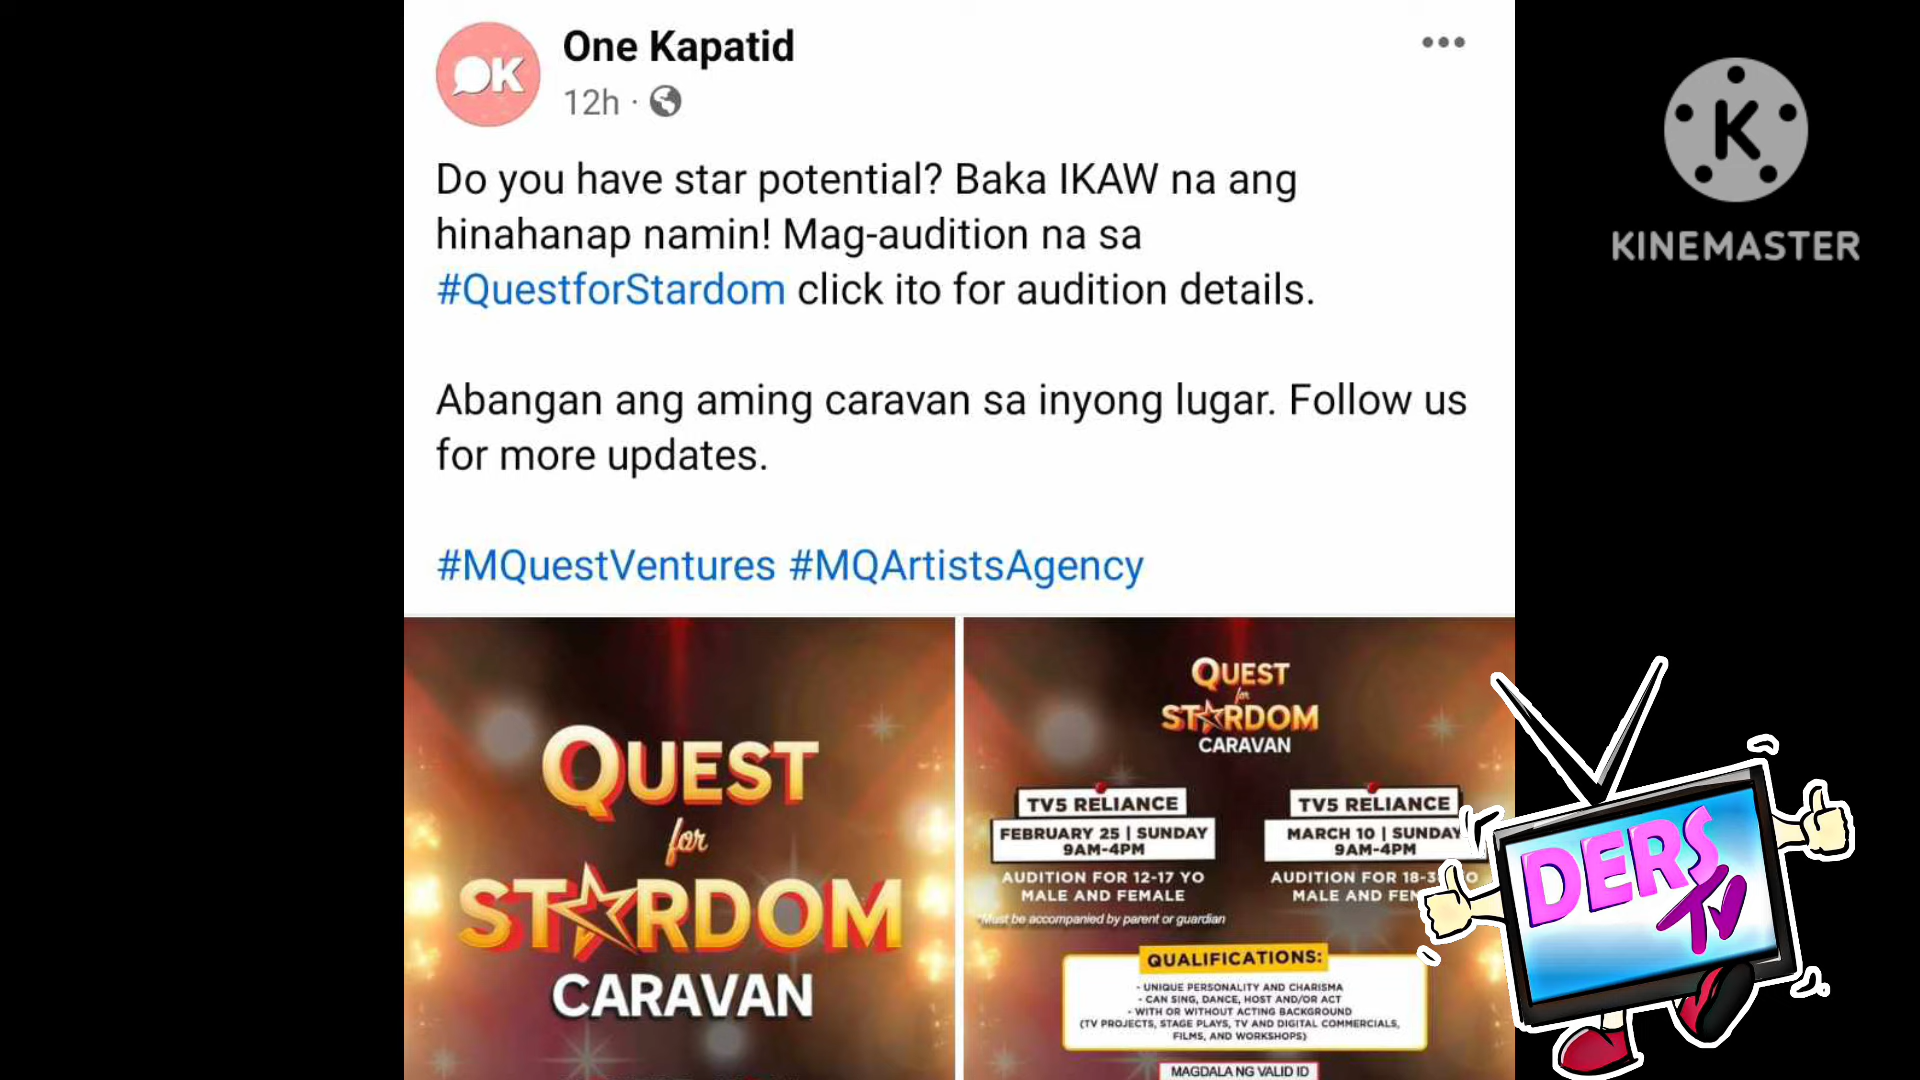 OK
One Kapatid
12h ·
Do you have star potential? Baka IKAW na ang
hinahanap namin! Mag-audition na sa
#QuestforStardom click ito for audition details.
Abangan ang aming caravan sa inyong lugar. Follow us
for more updates.
#MQuestVentures #MQArtistsAgency
QUEST
for
STARDOM
CARAVAN
QUEST
for
STARDOM
CARAVAN
TV5 RELIANCE
FEBRUARY 25 | SUNDAY
9AM-4PM
AUDITION FOR 12-17 YO
MALE AND FEMALE
*Must be accompanied by parent or guardian
TV5 RELIANCE
MARCH 10 | SUNDAY
9AM-4PM
AUDITION FOR
MALE AND
QUALIFICATIONS:
- UNIQUE PERSONALITY AND CHARISMA
- CAN SING, DANCE, HOST AND/OR ACT
- WITH OR WITHOUT ACTING BACKGROUND
(TV PROJECTS, STAGE PLAYS, TV AND DIGITAL COMMERCIALS,
FILMS, AND WORKSHOPS)
MAGDALA NG VALID ID
K
KINEMASTER
DERS
TV